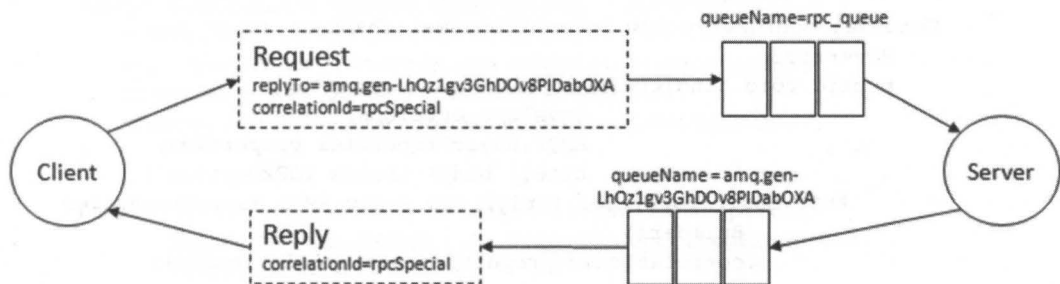 queueName=rpc_queue
Request
replyTo= amq.gen-LhQz1gv3GhDOv8PIDabOXA
correlationId=rpcSpecial
Client
Server
queueName = amq.gen-
LhQz1gv3GhDOv8PIDabOXA
Reply
correlationId=rpcSpecial